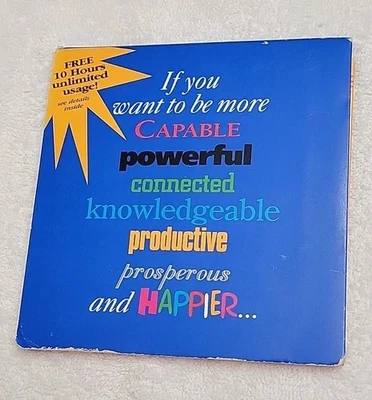 FREE
10 Hours
unlimited
usage!
see details
inside
If you
want to be more
CAPABLE
powerful
connected
knowledgeable
productive
prosperous
and HAPPIER...